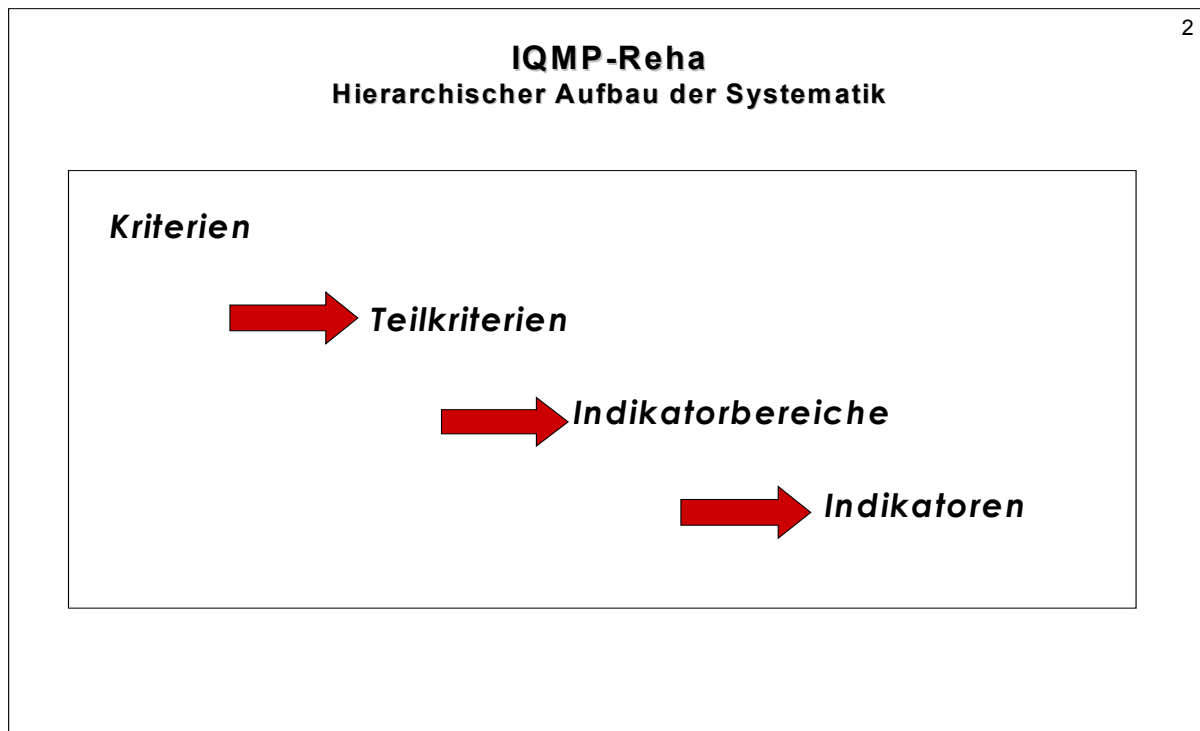 2
IQMP-Reha
Hierarchischer Aufbau der Systematik
Kriterien
Teilkriterien
Indikatorbereiche
Indikatoren